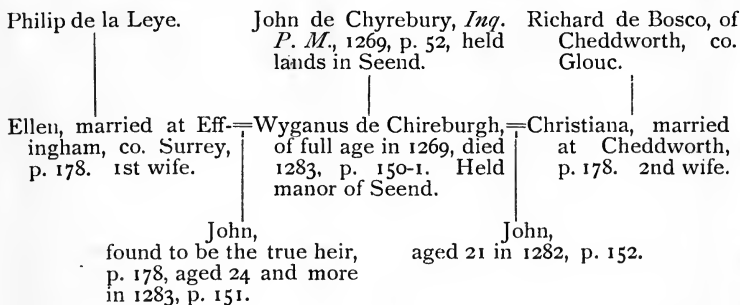 Philip de la Leye.
John de Chyrebury, Inq.
P. M., 1269, p. 52, held
lands in Seend.
Richard de Bosco, of
Cheddworth, co.
Glouc.
Ellen, married at Eff-
ingham, co. Surrey,
p. 178. 1st wife.
=Wyganus de Chireburgh,
of full age in 1269, died
1283, p. 150-1. Held
manor of Seend.
=Christiana, married
at Cheddworth,
p. 178. 2nd wife.
John,
found to be the true heir,
p. 178, aged 24 and more
in 1283, p. 151.
John,
aged 21 in 1282, p. 152.